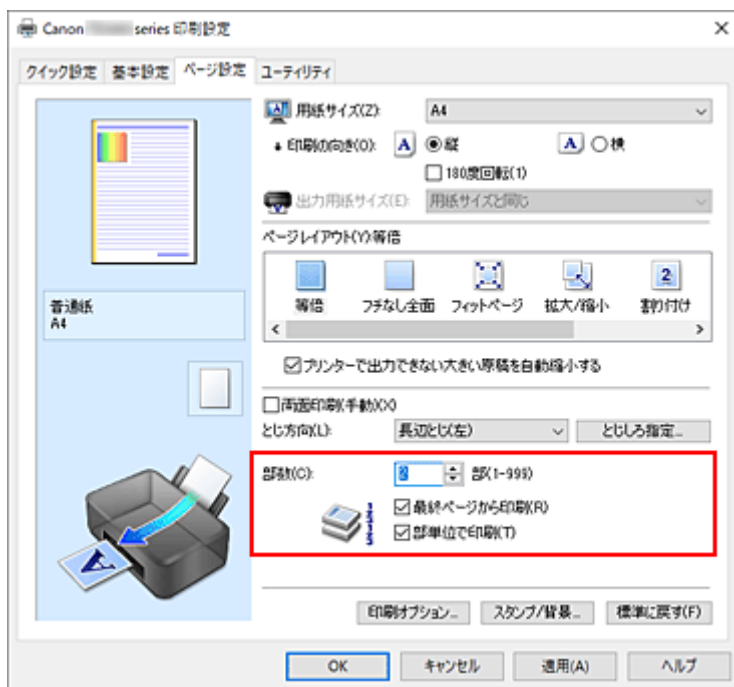 Canon series 印刷設定
クイック設定 基本設定 ページ設定 ユーティリティ
用紙サイズ(Z): A4
印刷の向き(O): A 縦 A 横
180度回転(1)
出力用紙サイズ(E): 用紙サイズと同じ
ページレイアウト(Y):等倍
等倍 フチなし全面 フィットページ 拡大/縮小 2 割り付け
普通紙
A4
プリンターで出力できない大きい原稿を自動縮小する
両面印刷(手動)(X)
とじ方向(L): 長辺とじ(左) とじしろ指定...
部数(C): 2 部(1-999)
最終ページから印刷(R)
部単位で印刷(T)
印刷オプション... スタンプ/背景... 標準に戻す(F)
OK キャンセル 適用(A) ヘルプ